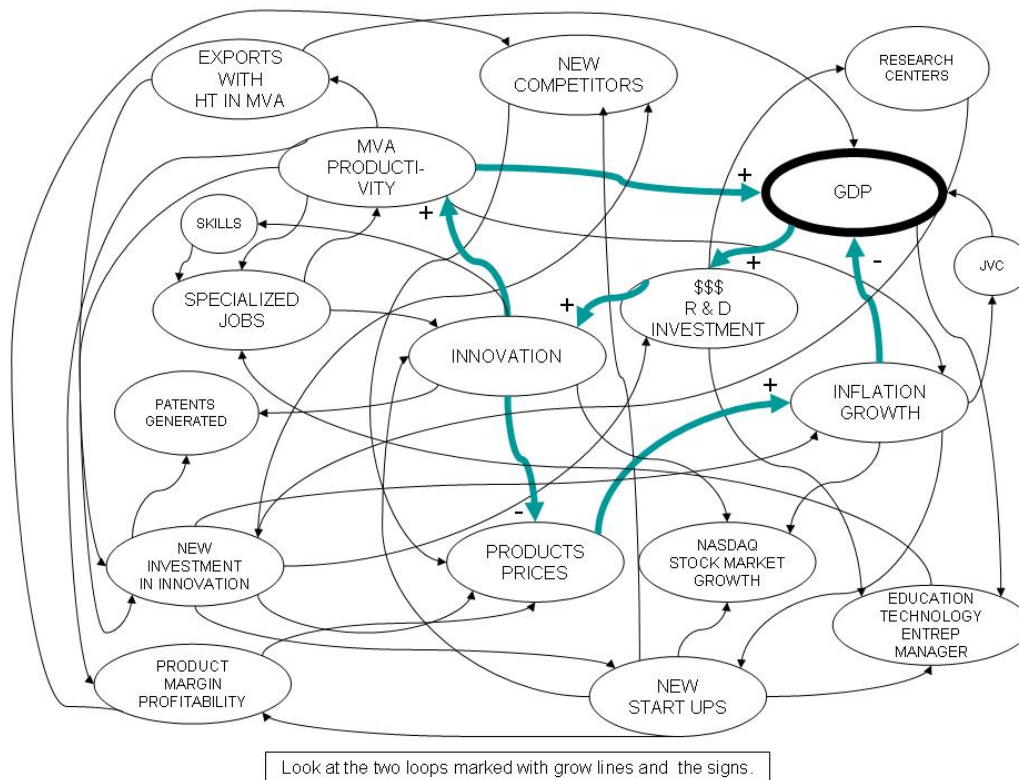 EXPORTS
WITH
HT IN MVA
NEW
COMPETITORS
RESEARCH
CENTERS
MVA
PRODUCTI-
VITY
+
+
GDP
SKILLS
+
-
JVC
SPECIALIZED
JOBS
+
$$$
R & D
INVESTMENT
+
INNOVATION
+
INFLATION
GROWTH
PATENTS
GENERATED
-
NEW
INVESTMENT
IN INNOVATION
PRODUCTS
PRICES
NASDAQ
STOCK MARKET
GROWTH
EDUCATION
TECHNOLOGY
ENTREP
MANAGER
PRODUCT
MARGIN
PROFITABILITY
NEW
START UPS
Look at the two loops marked with grow lines and the signs.